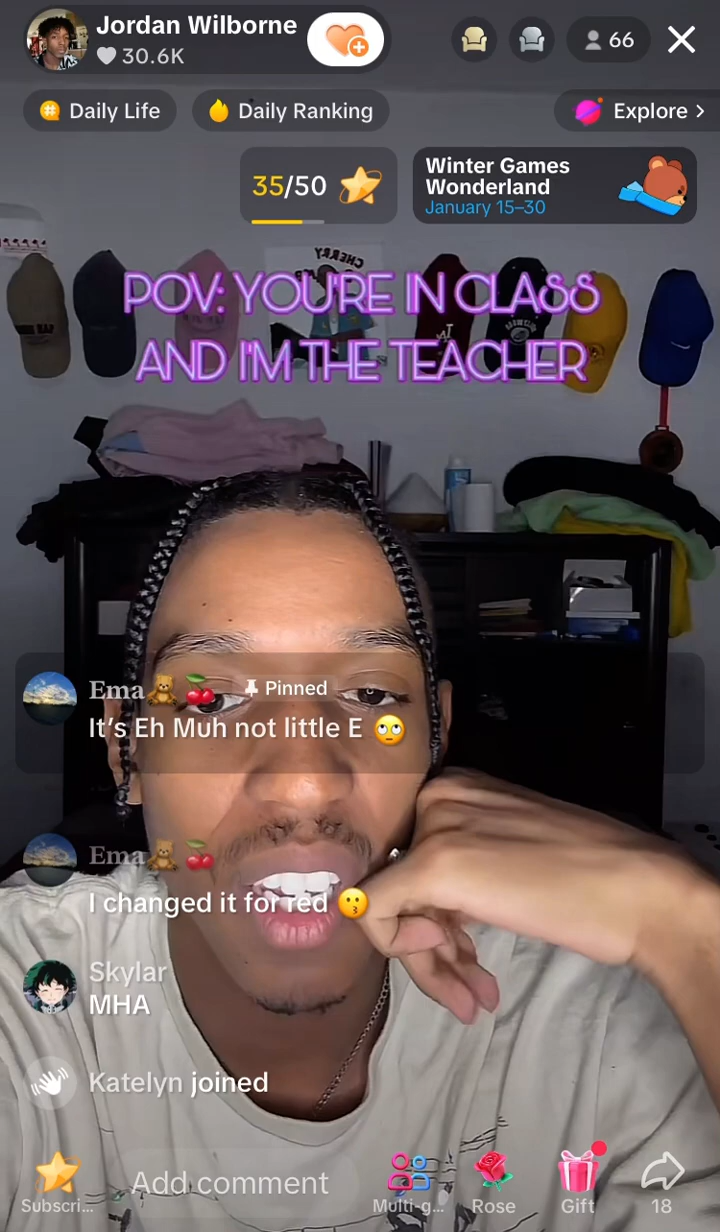 Jordan Wilborne
30.6K
66
Daily Life
Daily Ranking
Explore >
35/50
Winter Games
Wonderland
January 15–30
CHERRY
POV: YOU'RE IN CLASS
AND I'M THE TEACHER
Ema🧸🍒 Pinned
It's Eh Muh not little E 🙄
Ema🧸🍒
I changed it for red 😗
Skylar
MHA
Katelyn joined
Add comment
Subscri...
Multi-g...
Rose
Gift
18